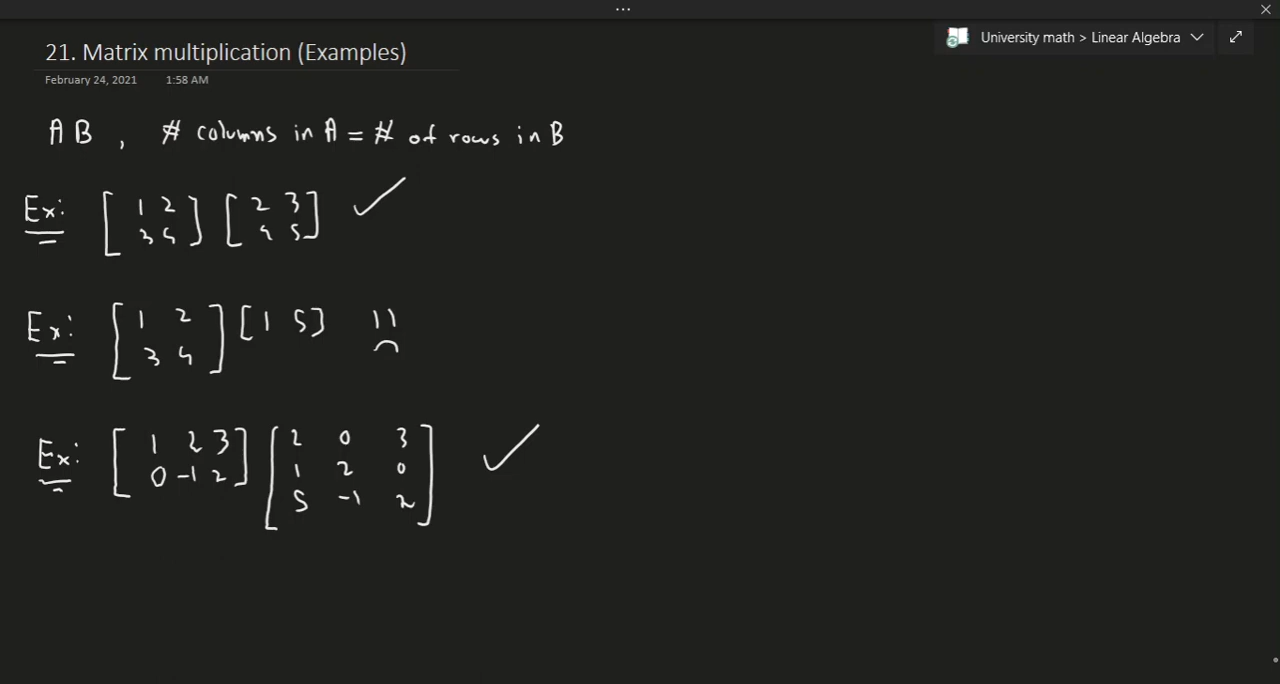 21. Matrix multiplication (Examples)
University math > Linear Algebra
February 24, 2021 1:58 AM
A B , # columns in A = # of rows in B
Ex: [ 1 2 ] [ 2 3 ] ✓
3 4 4 5
Ex: [ 1 2 ] [ 1 5 ]
3 4
Ex: [ 1 2 3 ] [ 2 0 3 ] ✓
0 -1 2 1 2 0
5 -1 2